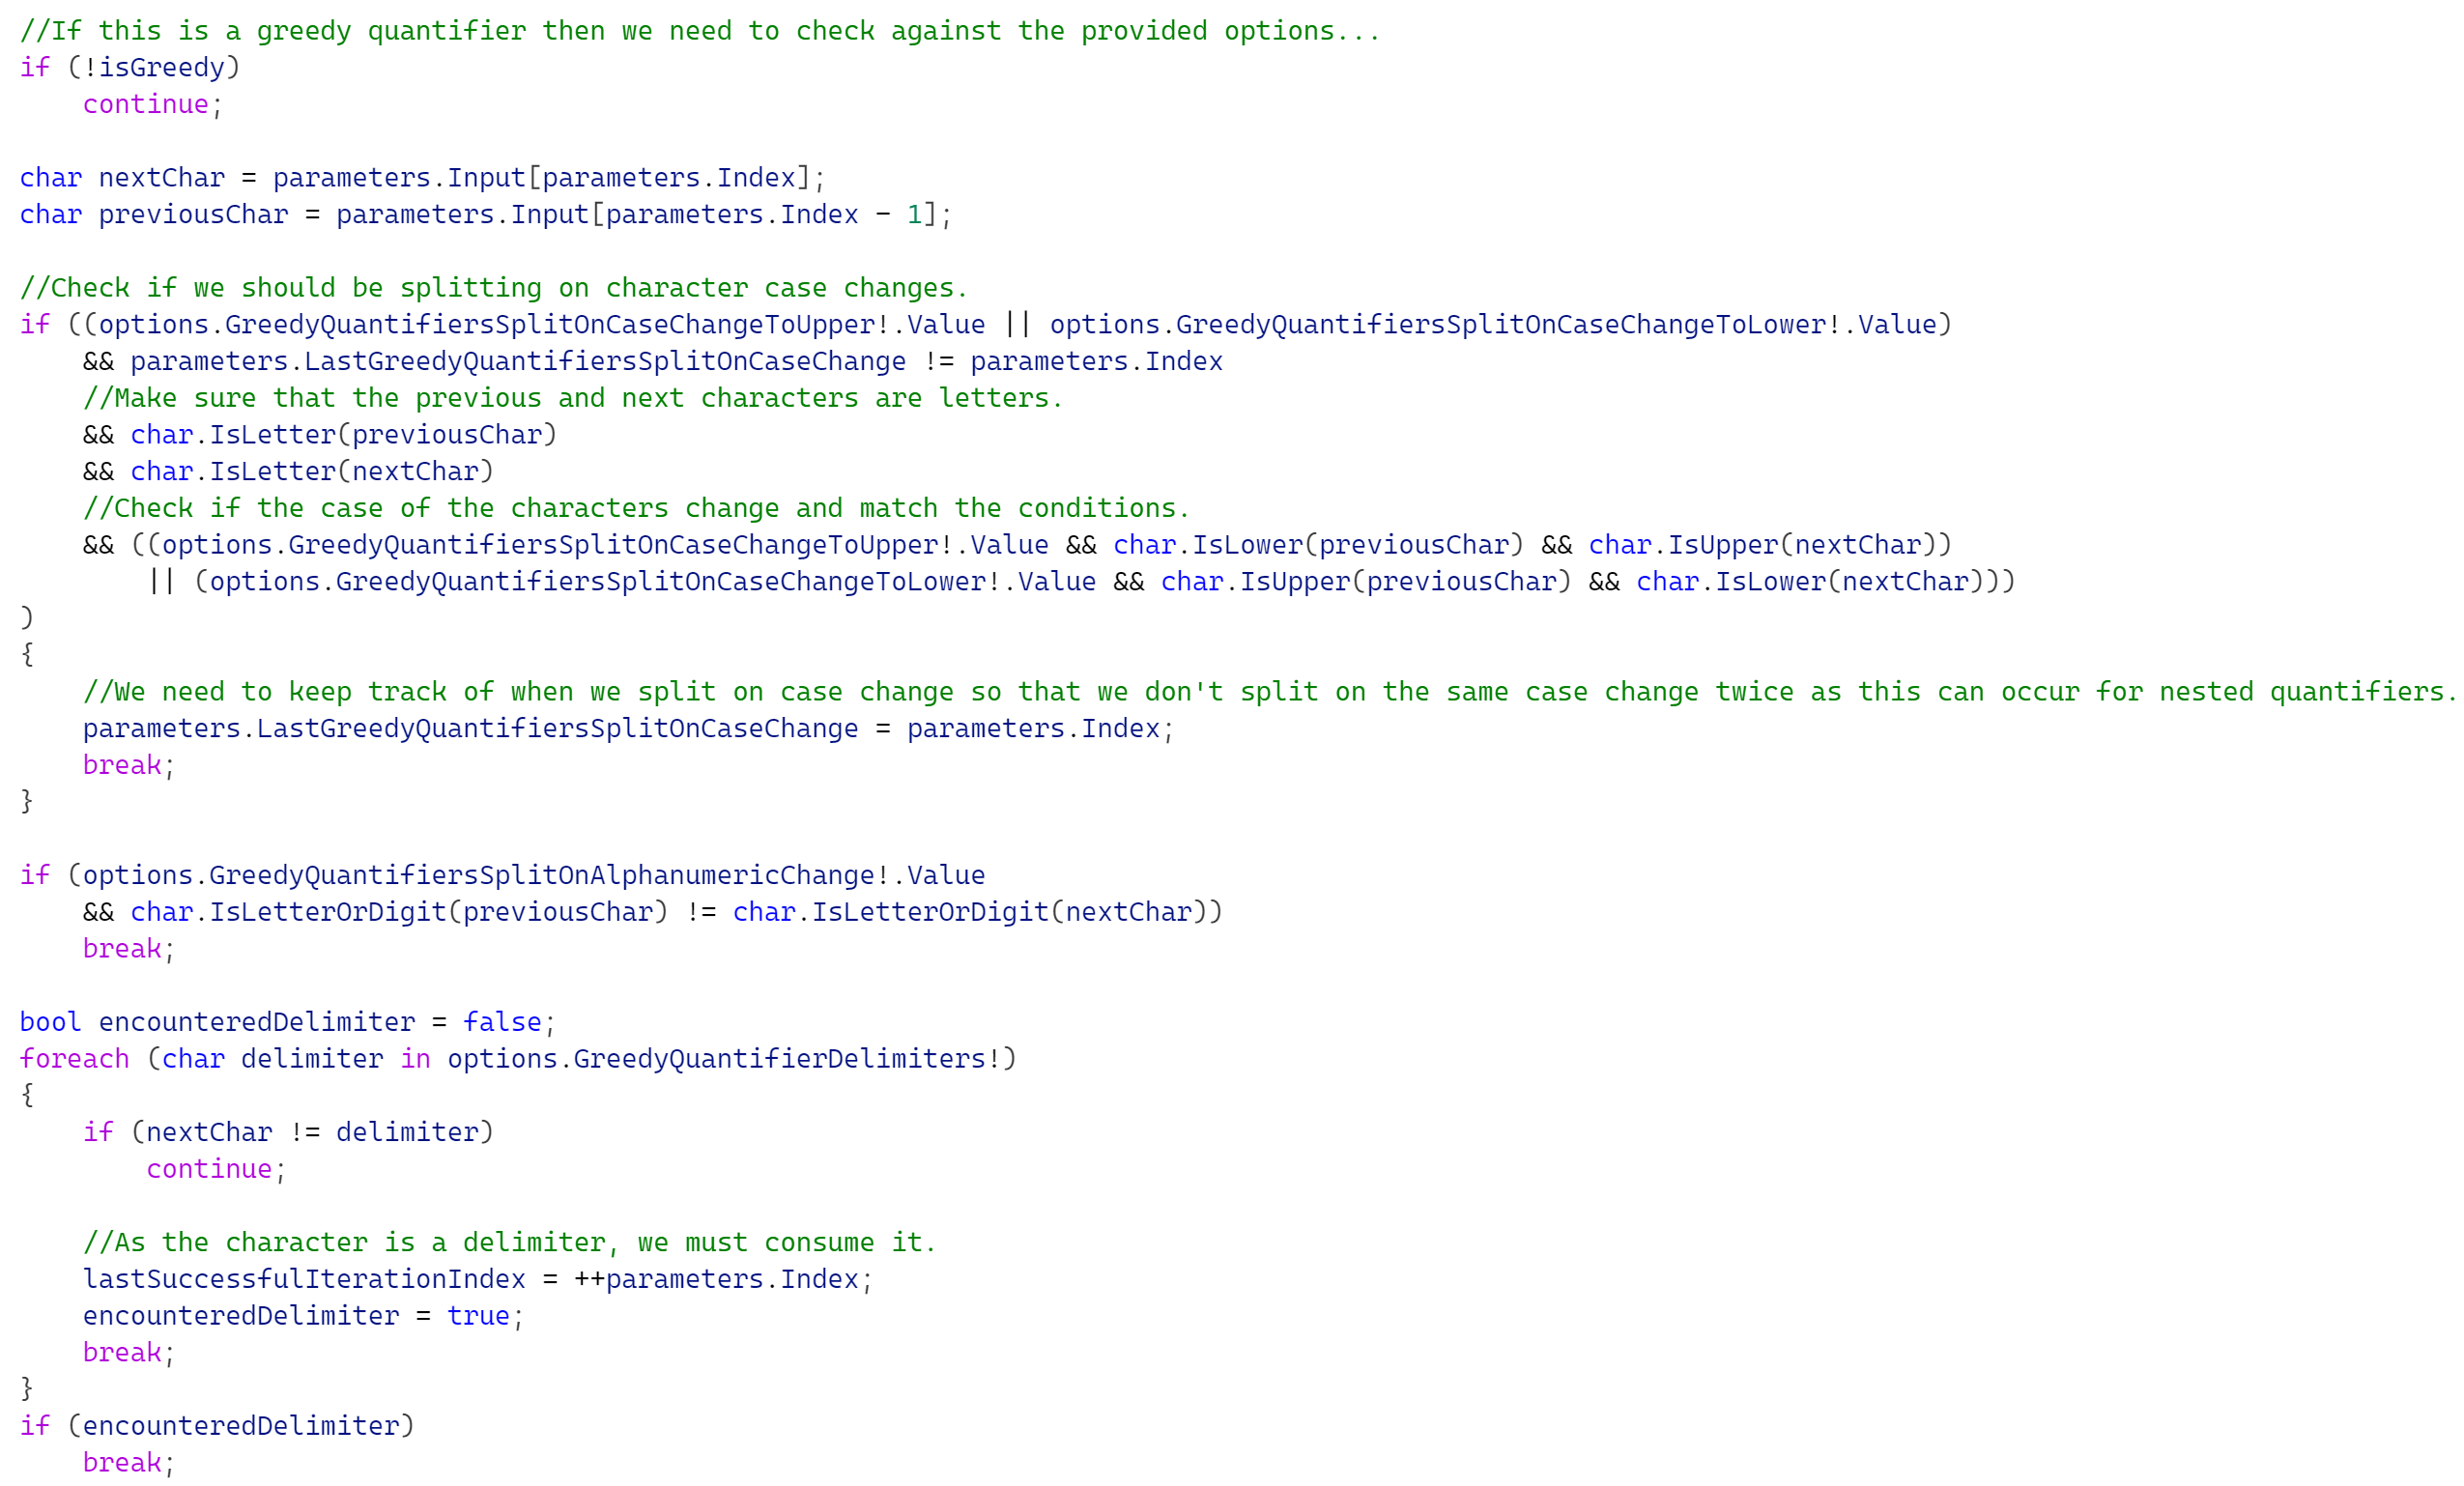 //If this is a greedy quantifier then we need to check against the provided options...
if (!isGreedy)
    continue;

char nextChar = parameters.Input[parameters.Index];
char previousChar = parameters.Input[parameters.Index - 1];

//Check if we should be splitting on character case changes.
if ((options.GreedyQuantifiersSplitOnCaseChangeToUpper!.Value || options.GreedyQuantifiersSplitOnCaseChangeToLower!.Value)
    && parameters.LastGreedyQuantifiersSplitOnCaseChange != parameters.Index
    //Make sure that the previous and next characters are letters.
    && char.IsLetter(previousChar)
    && char.IsLetter(nextChar)
    //Check if the case of the characters change and match the conditions.
    && ((options.GreedyQuantifiersSplitOnCaseChangeToUpper!.Value && char.IsLower(previousChar) && char.IsUpper(nextChar))
        || (options.GreedyQuantifiersSplitOnCaseChangeToLower!.Value && char.IsUpper(previousChar) && char.IsLower(nextChar)))
)
{
    //We need to keep track of when we split on case change so that we don't split on the same case change twice as this can occur for nested quantifiers.
    parameters.LastGreedyQuantifiersSplitOnCaseChange = parameters.Index;
    break;
}

if (options.GreedyQuantifiersSplitOnAlphanumericChange!.Value
    && char.IsLetterOrDigit(previousChar) != char.IsLetterOrDigit(nextChar))
    break;

bool encounteredDelimiter = false;
foreach (char delimiter in options.GreedyQuantifierDelimiters!)
{
    if (nextChar != delimiter)
        continue;

    //As the character is a delimiter, we must consume it.
    lastSuccessfulIterationIndex = ++parameters.Index;
    encounteredDelimiter = true;
    break;
}
if (encounteredDelimiter)
    break;